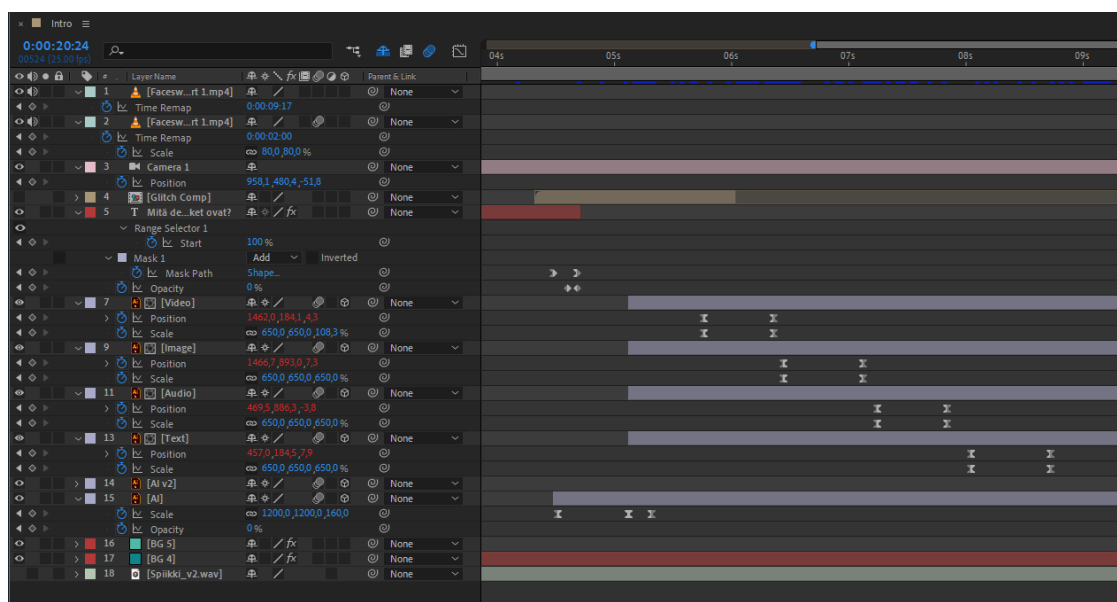 × Intro ≡
0:00:20:24
00524 (25.00 fps)
04s 05s 06s 07s 08s 09s
# . Layer Name Parent & Link
1 [Facesw...rt 1.mp4] None
Time Remap 0:00:09:17
2 [Facesw...rt 1.mp4] None
Time Remap 0:00:02:00
Scale 80,0,80,0 %
3 Camera 1 None
Position 958,1,480,4,-51,8
4 [Glitch Comp] None
5 T Mitä de...ket ovat? fx None
Range Selector 1
Start 100 %
Mask 1 Add Inverted
Mask Path Shape...
Opacity 0 %
7 Ai [Video] None
Position 1462,0,184,1,4,3
Scale 650,0,650,0,108,3 %
9 Ai [Image] None
Position 1466,7,893,0,7,3
Scale 650,0,650,0,650,0 %
11 Ai [Audio] None
Position 469,5,886,3,-3,8
Scale 650,0,650,0,650,0 %
13 Ai [Text] None
Position 457,0,184,5,7,9
Scale 650,0,650,0,650,0 %
14 Ai [AI v2] None
15 Ai [AI] None
Scale 1200,0,1200,0,160,0
Opacity 0 %
16 [BG 5] fx None
17 [BG 4] fx None
18 [Spiikki_v2.wav] None